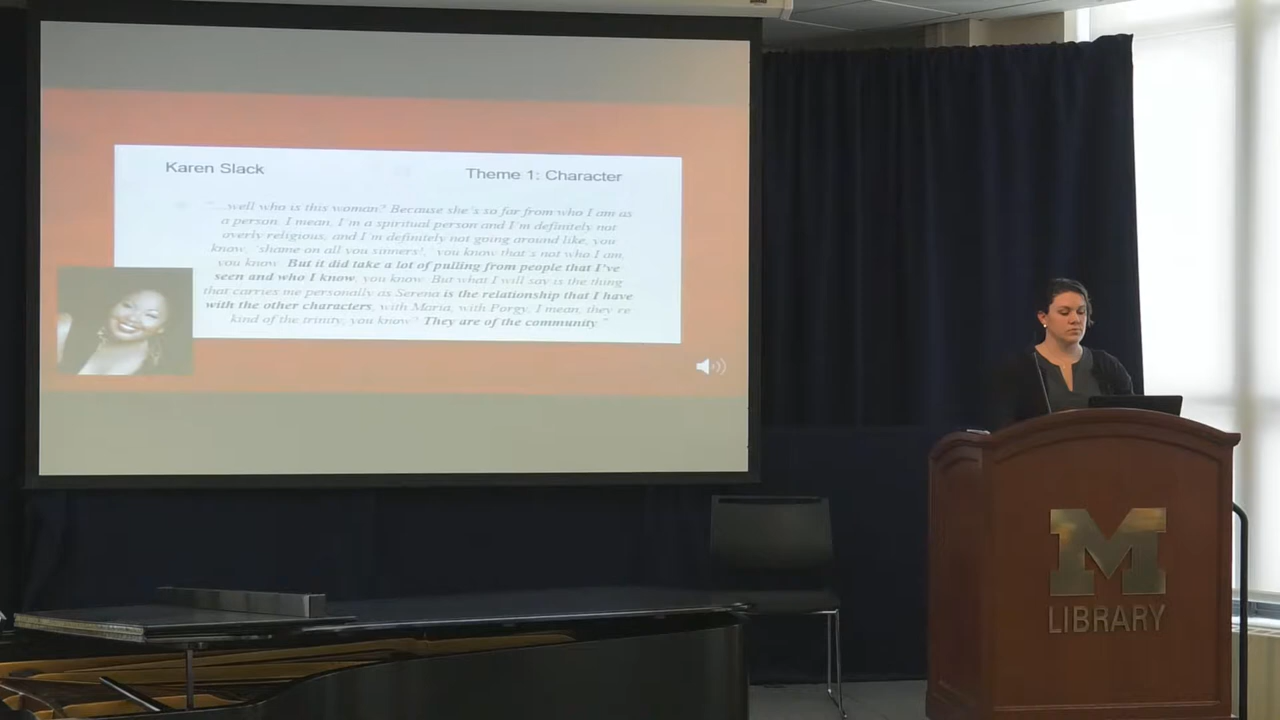 Karen Slack
Theme 1: Character
"...well who is this woman? Because she's so far from who I am as
a person. I mean, I'm a spiritual person and I'm definitely not
overly religious, and I'm definitely not going around like, you
know, 'shame on all you sinners!,' you know that's not who I am,
you know. But it did take a lot of pulling from people that I've
seen and who I know, you know. But what I will say is the thing
that carries me personally as Serena is the relationship that I have
with the other characters, with Maria, with Porgy, I mean, they're
kind of the trinity, you know? They are of the community."
M
LIBRARY